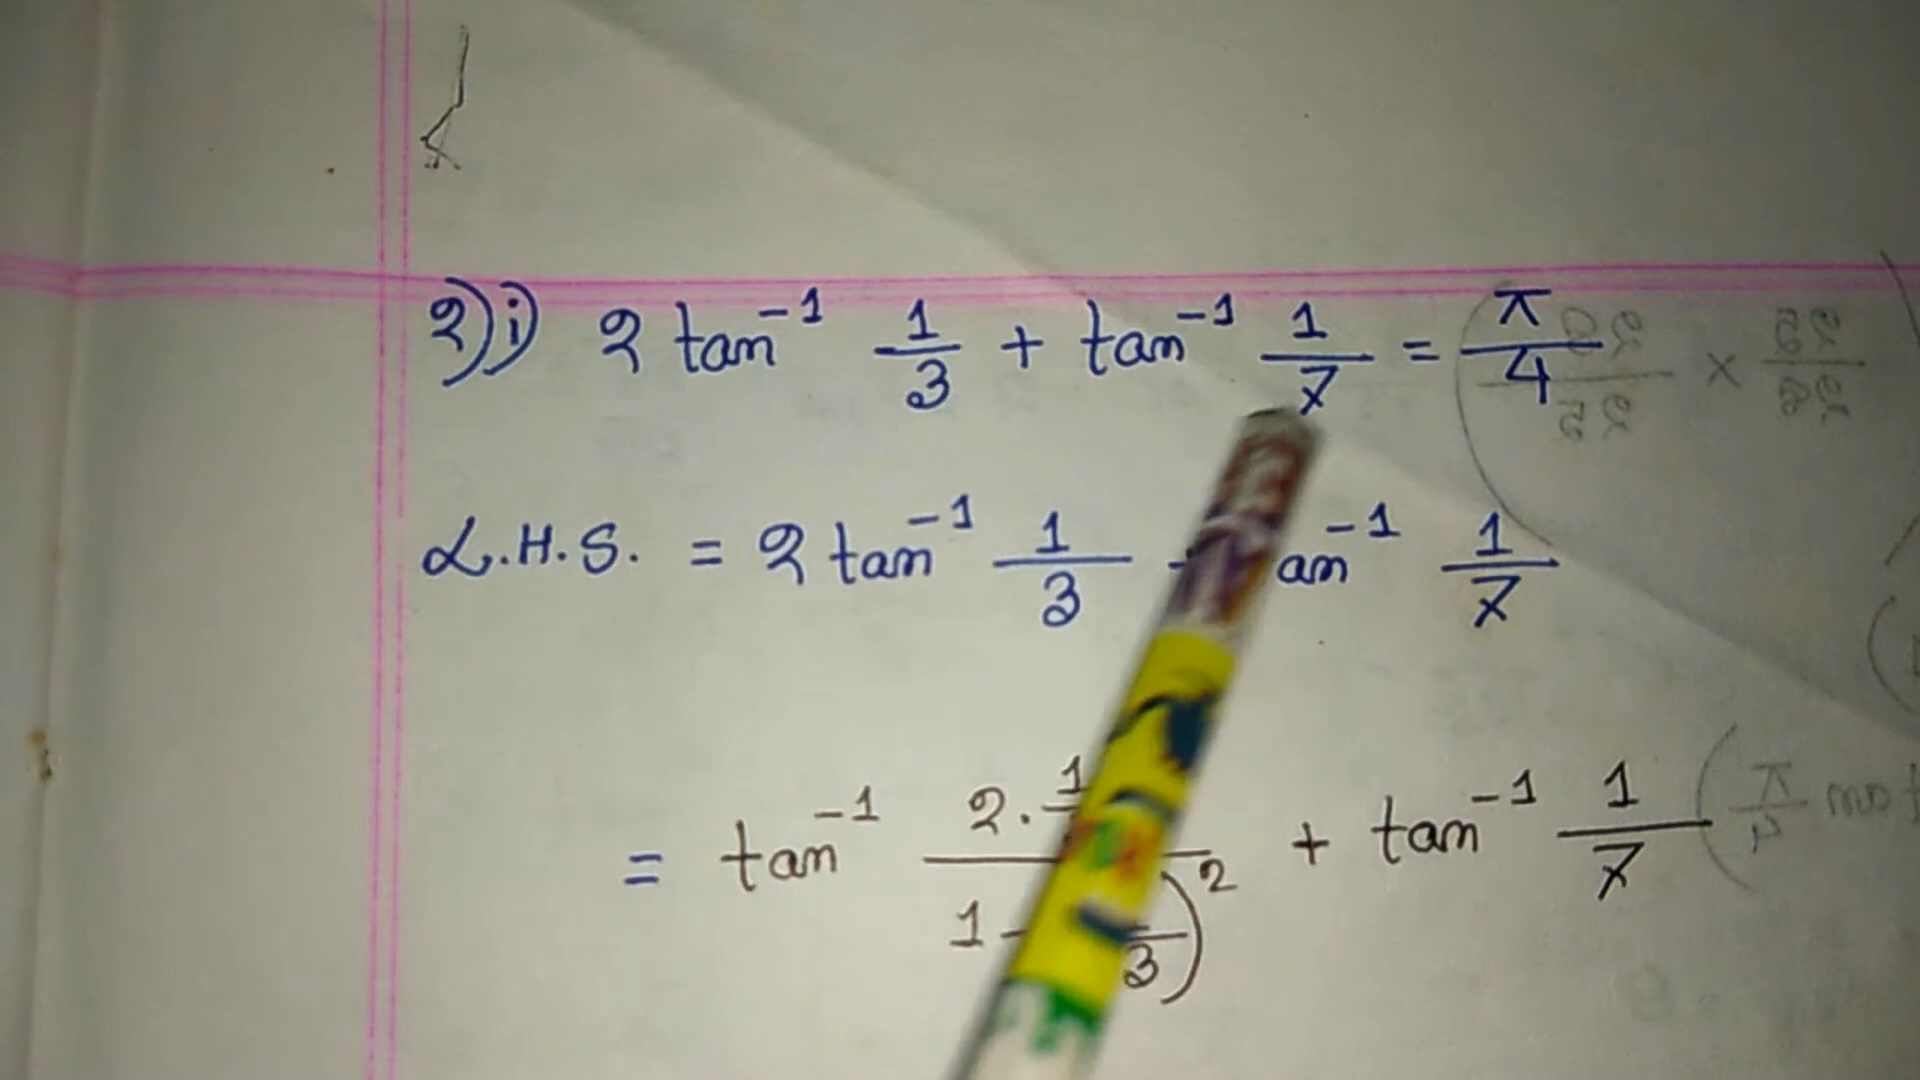 2) i) 2 tan⁻¹ 1/3 + tan⁻¹ 1/7 = π/4
L.H.S. = 2 tan⁻¹ 1/3 an⁻¹ 1/7
= tan⁻¹ 2. 1 / 1 - 3)² + tan⁻¹ 1/7